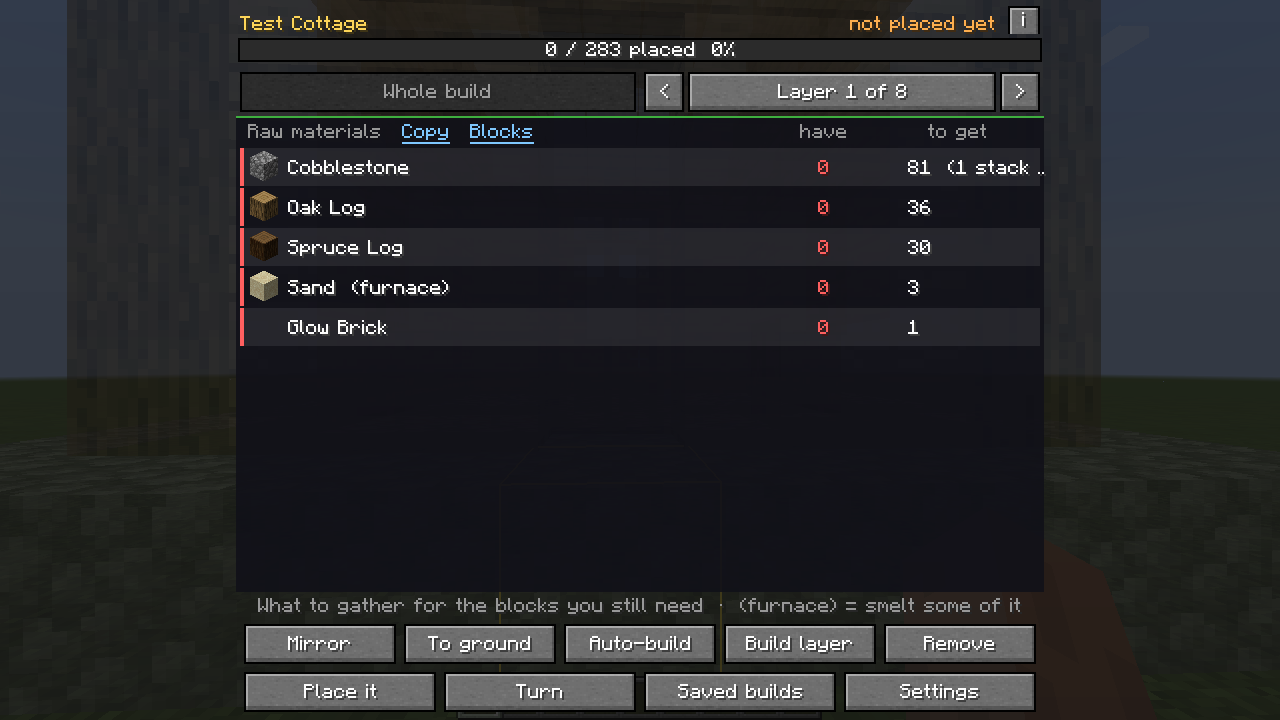 Test Cottage not placed yet i
0 / 283 placed 0%
Whole build < Layer 1 of 8 >
Raw materials Copy Blocks have to get
Cobblestone 0 81 (1 stack ..
Oak Log 0 36
Spruce Log 0 30
Sand (furnace) 0 3
Glow Brick 0 1
What to gather for the blocks you still need · (furnace) = smelt some of it
Mirror To ground Auto-build Build layer Remove
Place it Turn Saved builds Settings